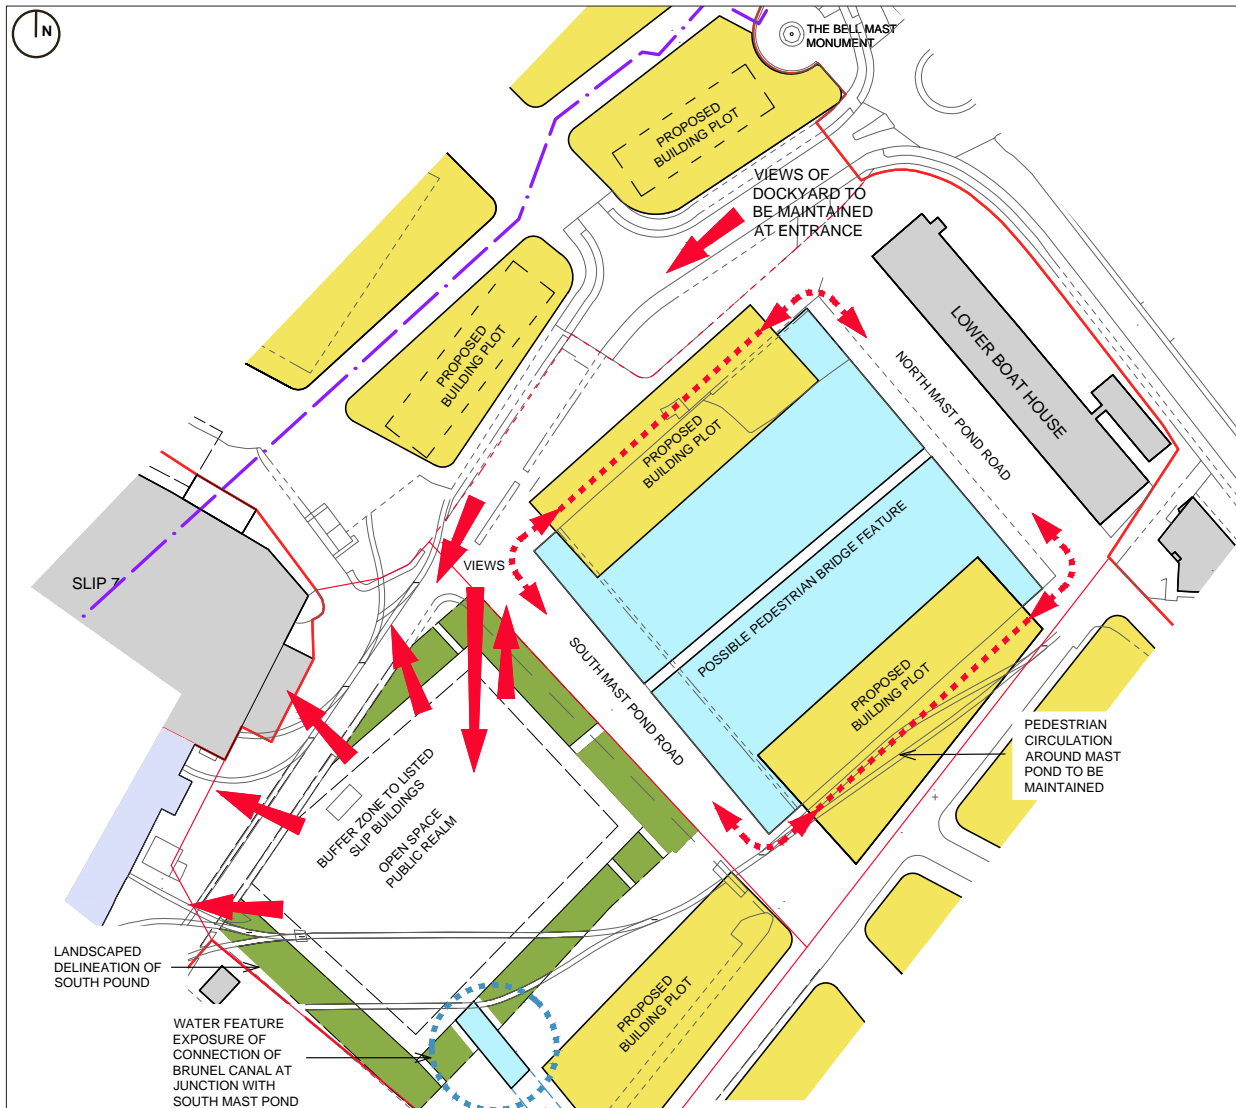 N
THE BELL MAST
MONUMENT
PROPOSED
BUILDING PLOT
VIEWS OF
DOCKYARD TO
BE MAINTAINED
AT ENTRANCE
PROPOSED
BUILDING PLOT
LOWER BOAT HOUSE
NORTH MAST POND ROAD
PROPOSED
BUILDING PLOT
POSSIBLE PEDESTRIAN BRIDGE FEATURE
SLIP 7
VIEWS
SOUTH MAST POND ROAD
PROPOSED
BUILDING PLOT
PEDESTRIAN
CIRCULATION
AROUND MAST
POND TO BE
MAINTAINED
BUFFER ZONE TO LISTED
SLIP BUILDINGS
OPEN SPACE
PUBLIC REALM
LANDSCAPED
DELINEATION OF
SOUTH POUND
PROPOSED
BUILDING PLOT
WATER FEATURE
EXPOSURE OF
CONNECTION OF
BRUNEL CANAL AT
JUNCTION WITH
SOUTH MAST POND